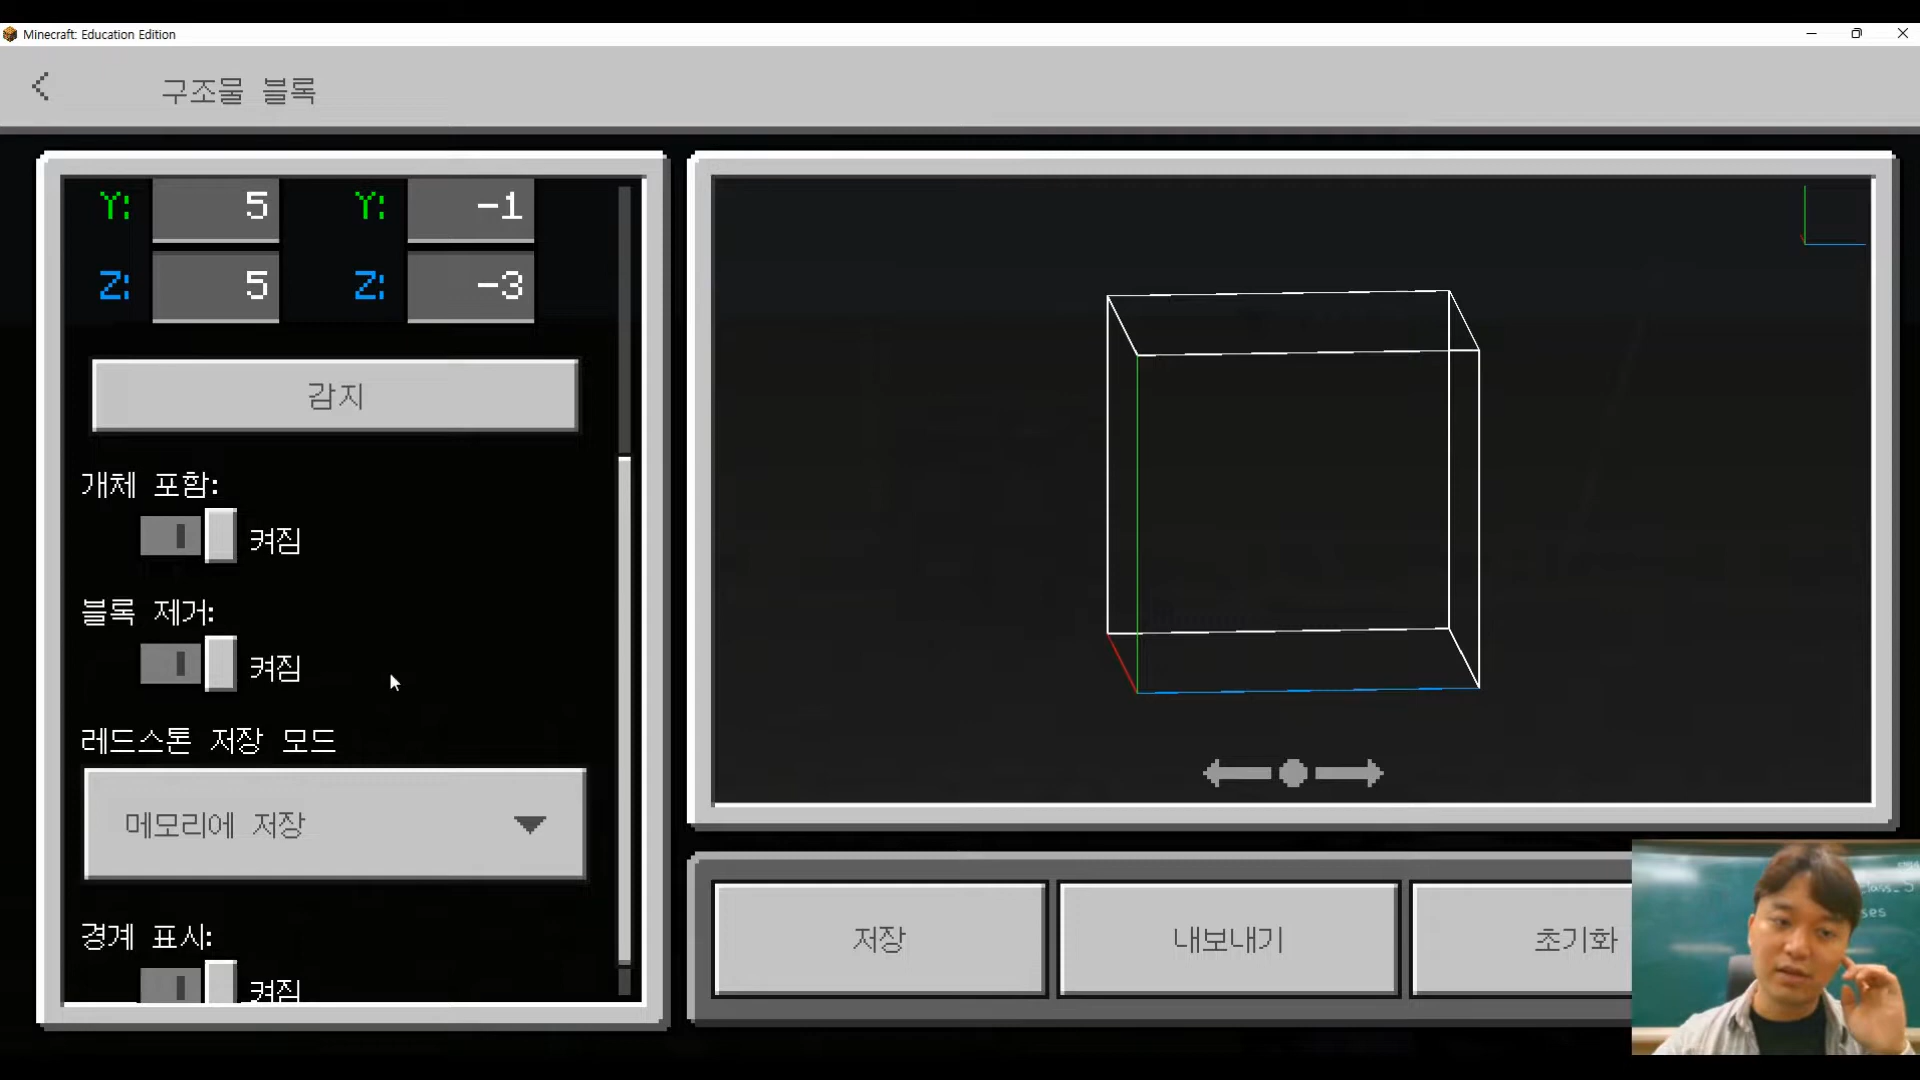 Minecraft: Education Edition
구조물 블록
Y: 5 Y: -1
Z: 5 Z: -3
감지
개체 포함:
켜짐
블록 제거:
켜짐
레드스톤 저장 모드
메모리에 저장
경계 표시:
켜짐
저장
내보내기
초기화